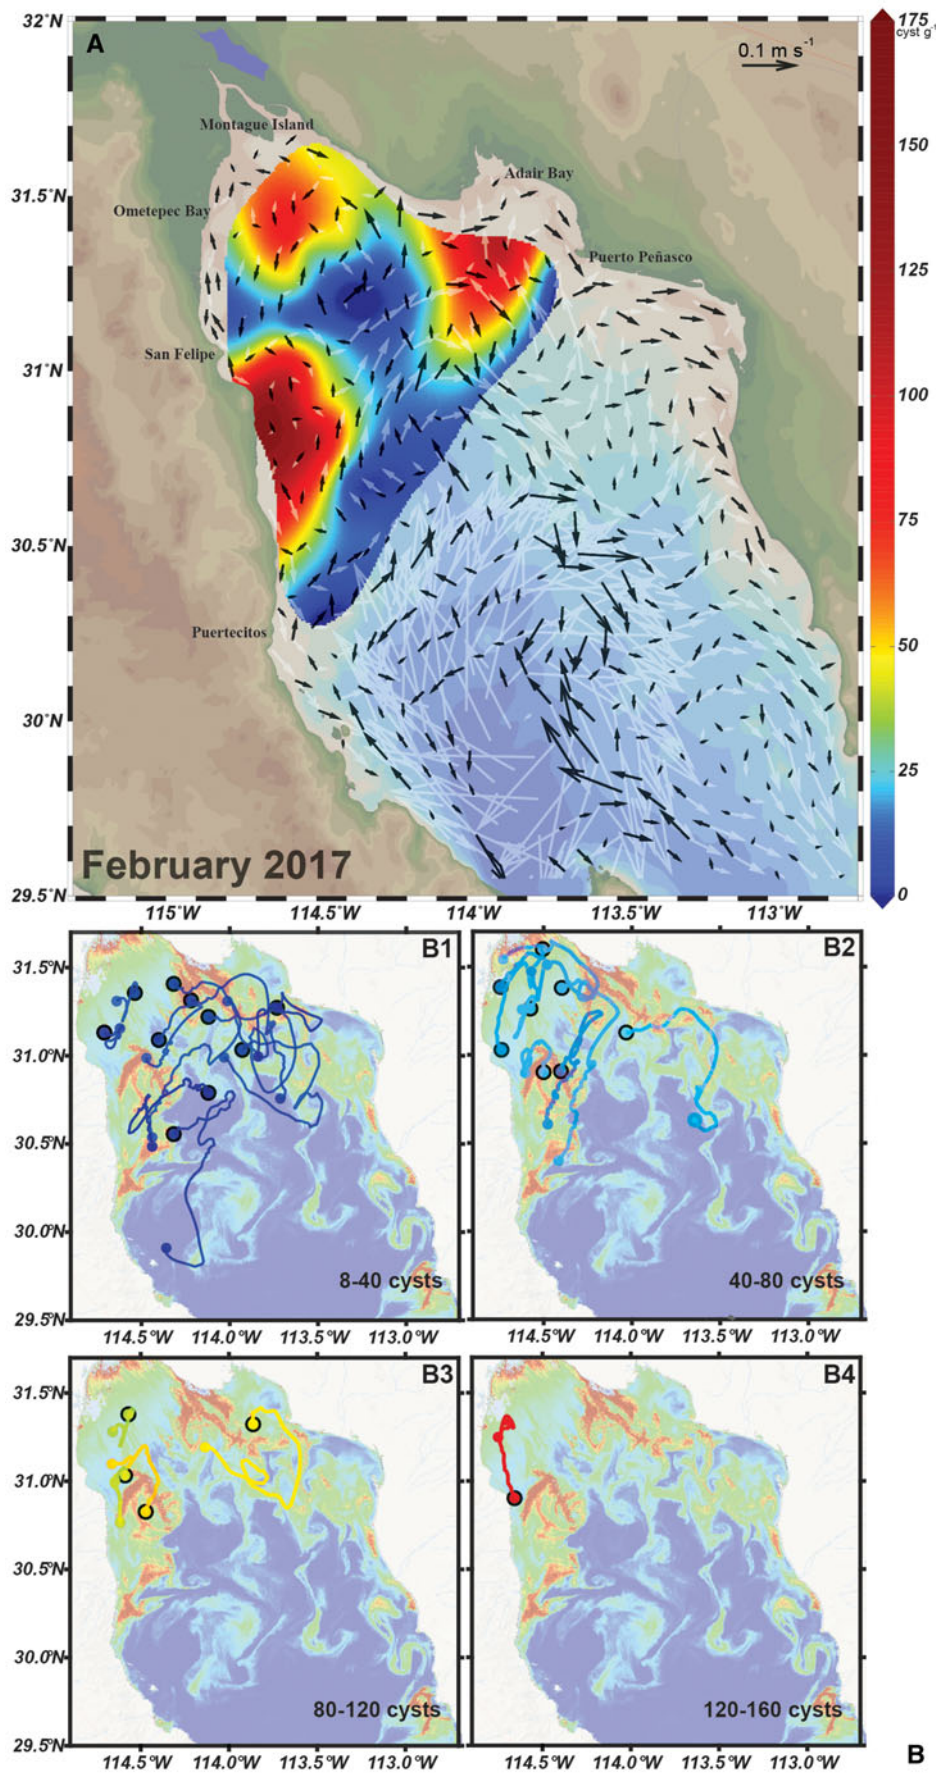 A
0.1 m s⁻¹
175
cyst g⁻¹
150
125
100
75
50
25
0
32°N
31.5°N
31°N
30.5°N
30°N
29.5°N
Montague Island
Adair Bay
Ometepec Bay
Puerto Peñasco
San Felipe
Puertecitos
February 2017
115°W
114.5°W
114°W
113.5°W
113°W
B1
31.5°N
31.0°N
30.5°N
30.0°N
29.5°N
8-40 cysts
114.5°W
114.0°W
113.5°W
113.0°W
B2
40-80 cysts
114.5°W
114.0°W
113.5°W
113.0°W
B3
31.5°N
31.0°N
30.5°N
30.0°N
29.5°N
80-120 cysts
114.5°W
114.0°W
113.5°W
113.0°W
B4
120-160 cysts
114.5°W
114.0°W
113.5°W
113.0°W
B